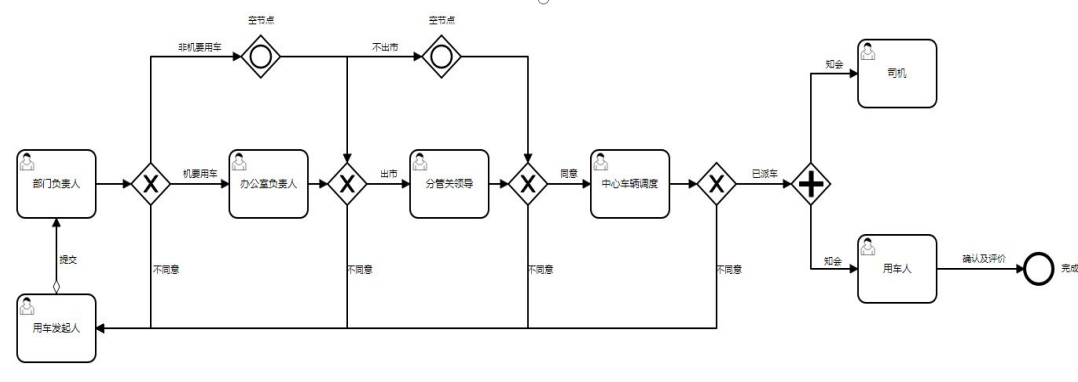 空节点
空节点
非机要用车
不出市
知会
司机
部门负责人
机要用车
办公室负责人
出市
分管关领导
同意
中心车辆调度
已派车
提交
不同意
不同意
不同意
不同意
知会
用车人
确认及评价
完成
用车发起人